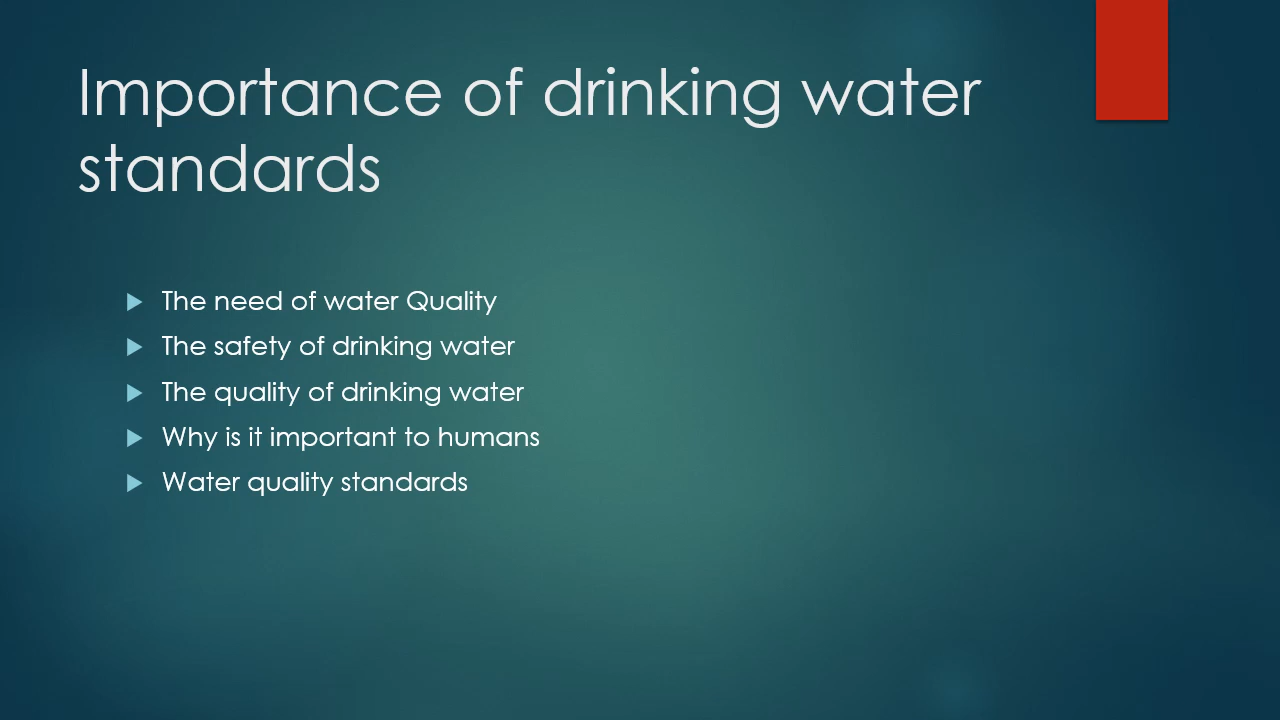 Importance of drinking water
standards
The need of water Quality
The safety of drinking water
The quality of drinking water
Why is it important to humans
Water quality standards